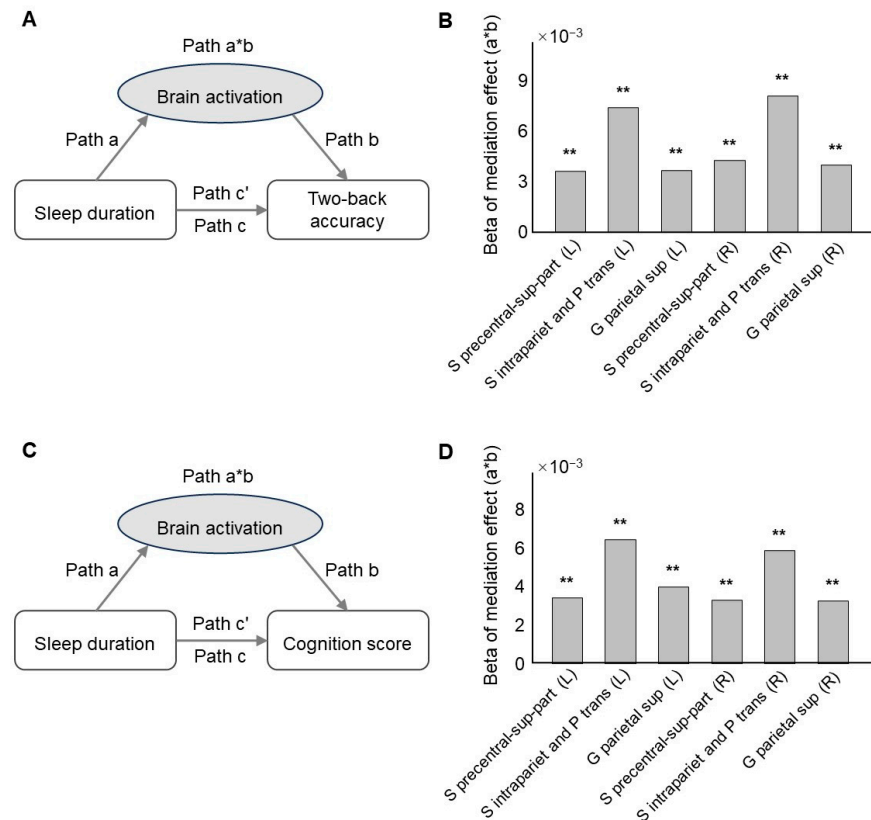 A
Path a*b
Brain activation
Path a
Path b
Sleep duration
Path c'
Path c
Two-back
accuracy
B
×10⁻³
Beta of mediation effect (a*b)
9
6
3
0
**
**
**
**
**
**
S precentral-sup-part (L)
S intrapariet and P trans (L)
G parietal sup (L)
S precentral-sup-part (R)
S intrapariet and P trans (R)
G parietal sup (R)
C
Path a*b
Brain activation
Path a
Path b
Sleep duration
Path c'
Path c
Cognition score
D
×10⁻³
Beta of mediation effect (a*b)
8
6
4
2
0
**
**
**
**
**
**
S precentral-sup-part (L)
S intrapariet and P trans (L)
G parietal sup (L)
S precentral-sup-part (R)
S intrapariet and P trans (R)
G parietal sup (R)